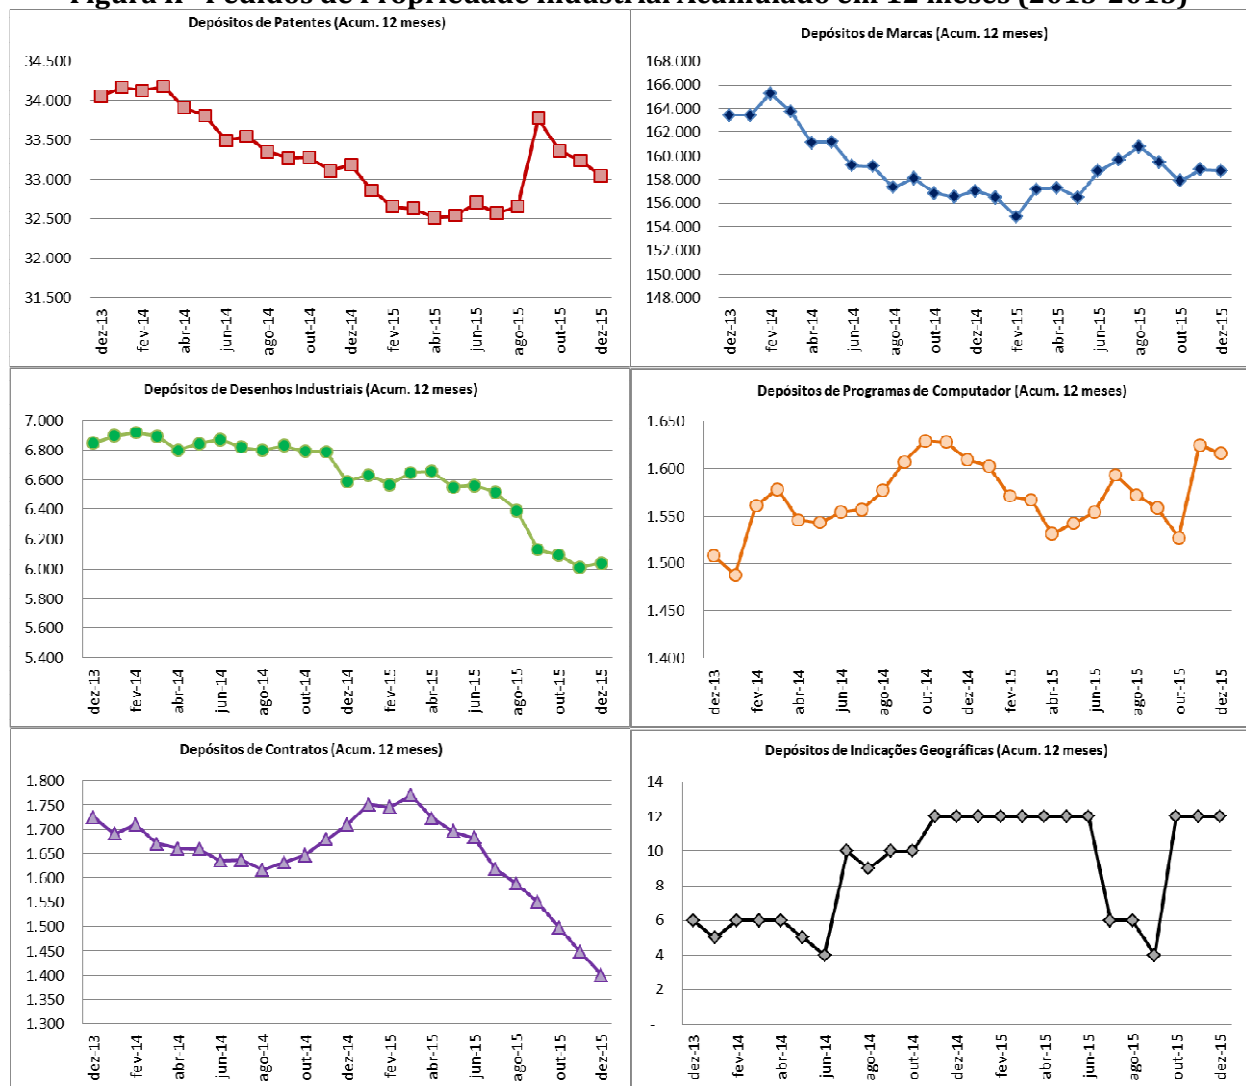 Pedidos de Propriedade Industrial Acumulado em 12 meses (2013-2015)
Depósitos de Patentes (Acum. 12 meses)
34.500
34.000
33.500
33.000
32.500
32.000
31.500
dez-13
fev-14
abr-14
jun-14
ago-14
out-14
dez-14
fev-15
abr-15
jun-15
ago-15
out-15
dez-15
Depósitos de Marcas (Acum. 12 meses)
168.000
166.000
164.000
162.000
160.000
158.000
156.000
154.000
152.000
150.000
148.000
dez-13
fev-14
abr-14
jun-14
ago-14
out-14
dez-14
fev-15
abr-15
jun-15
ago-15
out-15
dez-15
Depósitos de Desenhos Industriais (Acum. 12 meses)
7.000
6.800
6.600
6.400
6.200
6.000
5.800
5.600
5.400
dez-13
fev-14
abr-14
jun-14
ago-14
out-14
dez-14
fev-15
abr-15
jun-15
ago-15
out-15
dez-15
Depósitos de Programas de Computador (Acum. 12 meses)
1.650
1.600
1.550
1.500
1.450
1.400
dez-13
fev-14
abr-14
jun-14
ago-14
out-14
dez-14
fev-15
abr-15
jun-15
ago-15
out-15
dez-15
Depósitos de Contratos (Acum. 12 meses)
1.800
1.750
1.700
1.650
1.600
1.550
1.500
1.450
1.400
1.350
1.300
dez-13
fev-14
abr-14
jun-14
ago-14
out-14
dez-14
fev-15
abr-15
jun-15
ago-15
out-15
dez-15
Depósitos de Indicações Geográficas (Acum. 12 meses)
14
12
10
8
6
4
2
-
dez-13
fev-14
abr-14
jun-14
ago-14
out-14
dez-14
fev-15
abr-15
jun-15
ago-15
out-15
dez-15